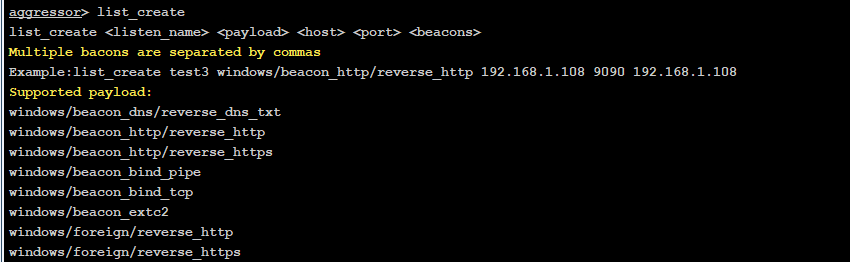 aggressor> list_create
list_create <listen_name> <payload> <host> <port> <beacons>
Multiple bacons are separated by commas
Example:list_create test3 windows/beacon_http/reverse_http 192.168.1.108 9090 192.168.1.108
Supported payload:
windows/beacon_dns/reverse_dns_txt
windows/beacon_http/reverse_http
windows/beacon_http/reverse_https
windows/beacon_bind_pipe
windows/beacon_bind_tcp
windows/beacon_extc2
windows/foreign/reverse_http
windows/foreign/reverse_https